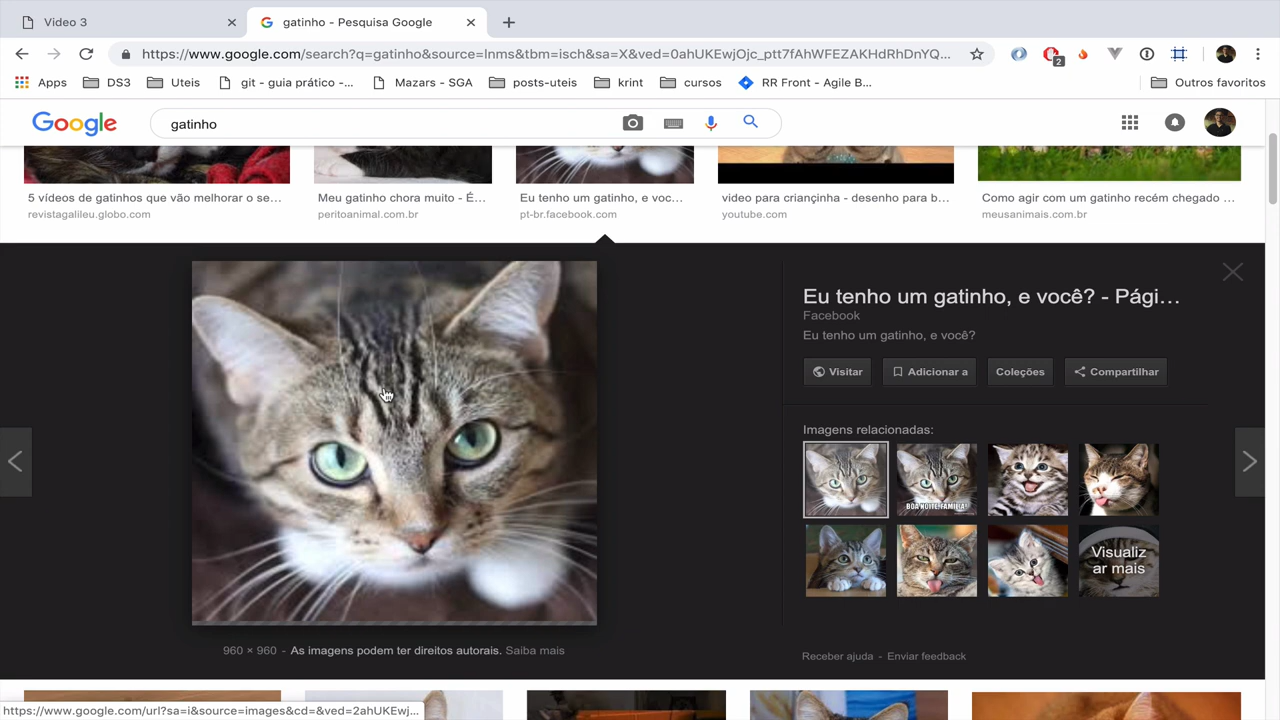 Video 3
gatinho - Pesquisa Google
https://www.google.com/search?q=gatinho&source=lnms&tbm=isch&sa=X&ved=0ahUKEwjOjc_ptt7fAhWFEZAKHdRhDnYQ...
2
Apps DS3 Uteis git - guia prático -... Mazars - SGA posts-uteis krint cursos RR Front - Agile B... Outros favoritos
Google gatinho
5 vídeos de gatinhos que vão melhorar o se...
revistagalileu.globo.com
Meu gatinho chora muito - É...
peritoanimal.com.br
Eu tenho um gatinho, e voc...
pt-br.facebook.com
video para criançinha - desenho para b...
youtube.com
Como agir com um gatinho recém chegado ...
meusanimais.com.br
Eu tenho um gatinho, e você? - Pági...
Facebook
Eu tenho um gatinho, e você?
Visitar Adicionar a Coleções Compartilhar
Imagens relacionadas:
BOA NOITE FAMILIA!
Visualiz
ar mais
960 × 960 - As imagens podem ter direitos autorais. Saiba mais
Receber ajuda - Enviar feedback
https://www.google.com/url?sa=i&source=images&cd=&ved=2ahUKEwj...